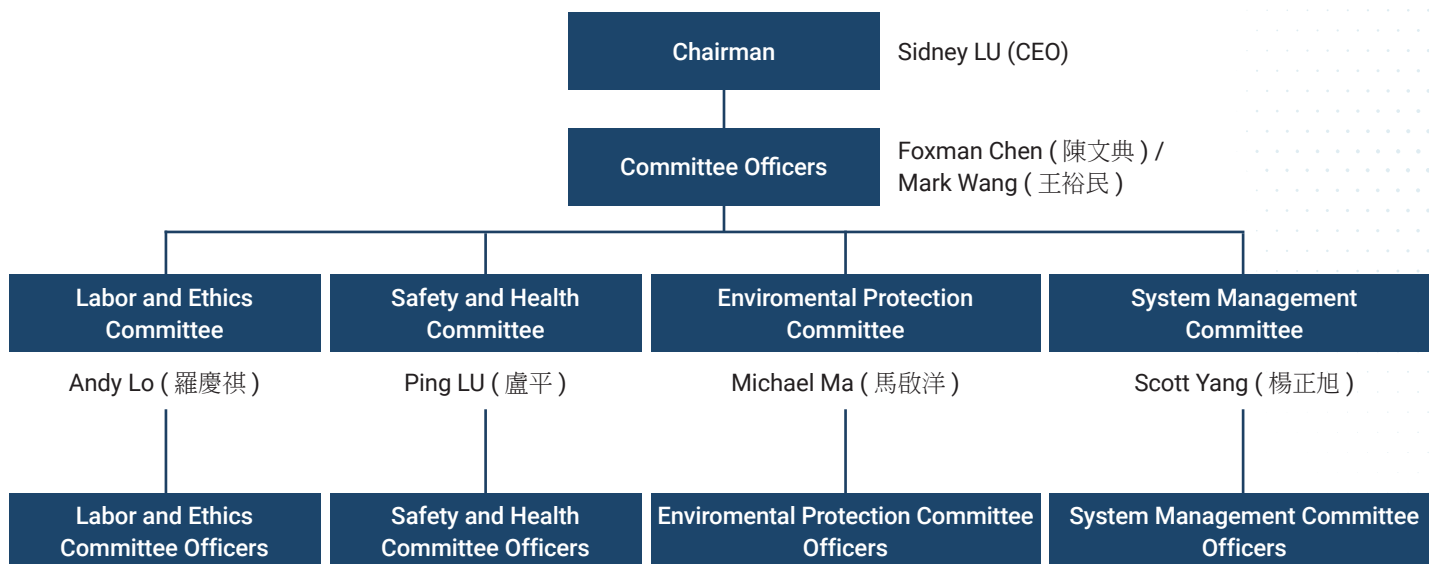 Chairman
Sidney LU (CEO)
Committee Officers
Foxman Chen ( 陳文典 ) /
Mark Wang ( 王裕民 )
Labor and Ethics
Committee
Safety and Health
Committee
Enviromental Protection
Committee
System Management
Committee
Andy Lo ( 羅慶祺 )
Ping LU ( 盧平 )
Michael Ma ( 馬啟洋 )
Scott Yang ( 楊正旭 )
Labor and Ethics
Committee Officers
Safety and Health
Committee Officers
Enviromental Protection Committee
Officers
System Management Committee
Officers